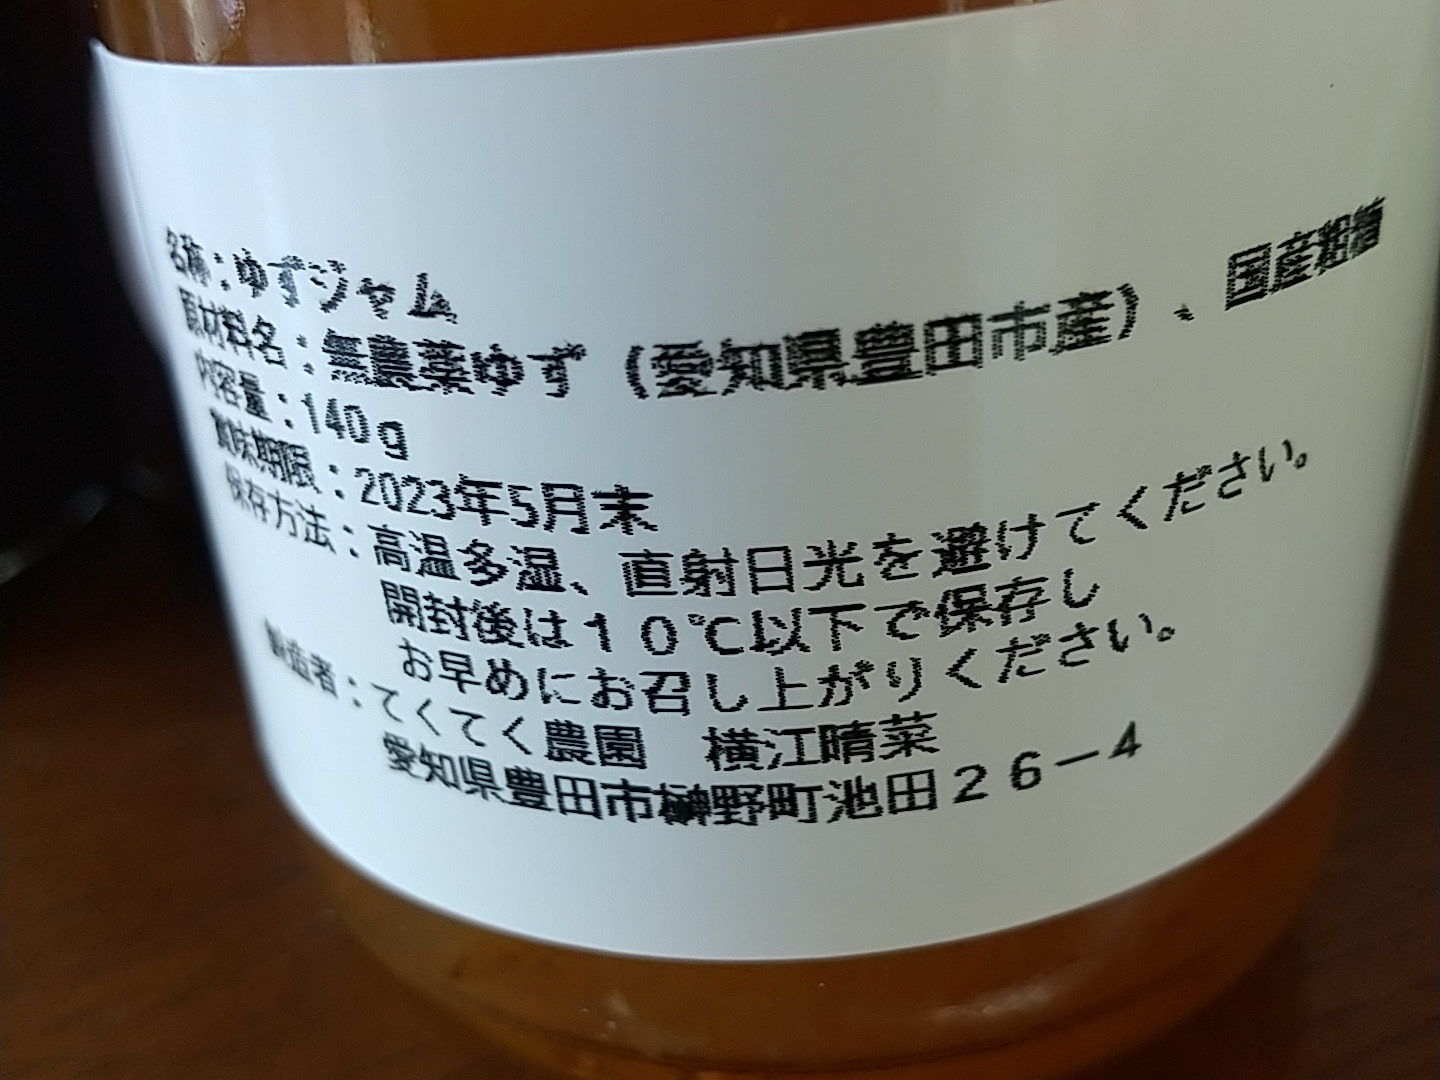 名称：ゆずジャム
原材料名：無農薬ゆず（愛知県豊田市産）、国産粗糖
内容量：140g
賞味期限：2023年5月末
保存方法：高温多湿、直射日光を避けてください。
開封後は１０℃以下で保存し
お早めにお召し上がりください。
製造者：てくてく農園　横江晴菜
愛知県豊田市榊野町池田２６－４